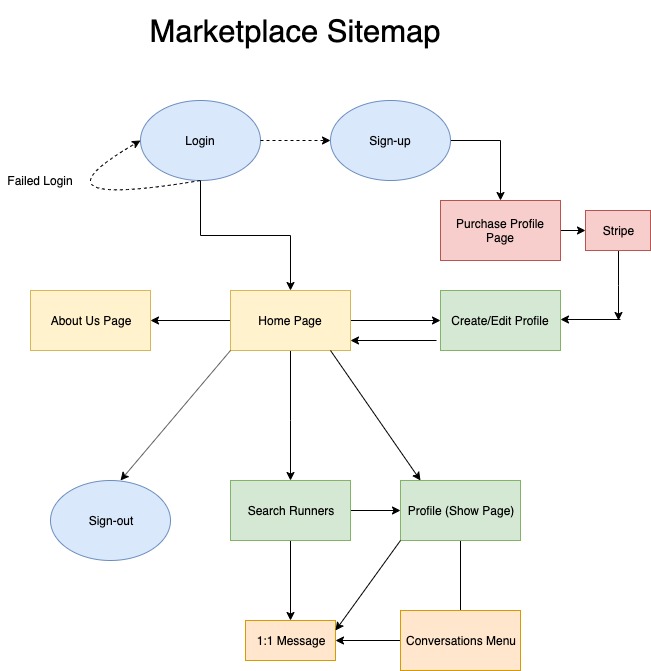 Marketplace Sitemap
Login
Sign-up
Failed Login
Purchase Profile
Page
Stripe
About Us Page
Home Page
Create/Edit Profile
Sign-out
Search Runners
Profile (Show Page)
1:1 Message
Conversations Menu